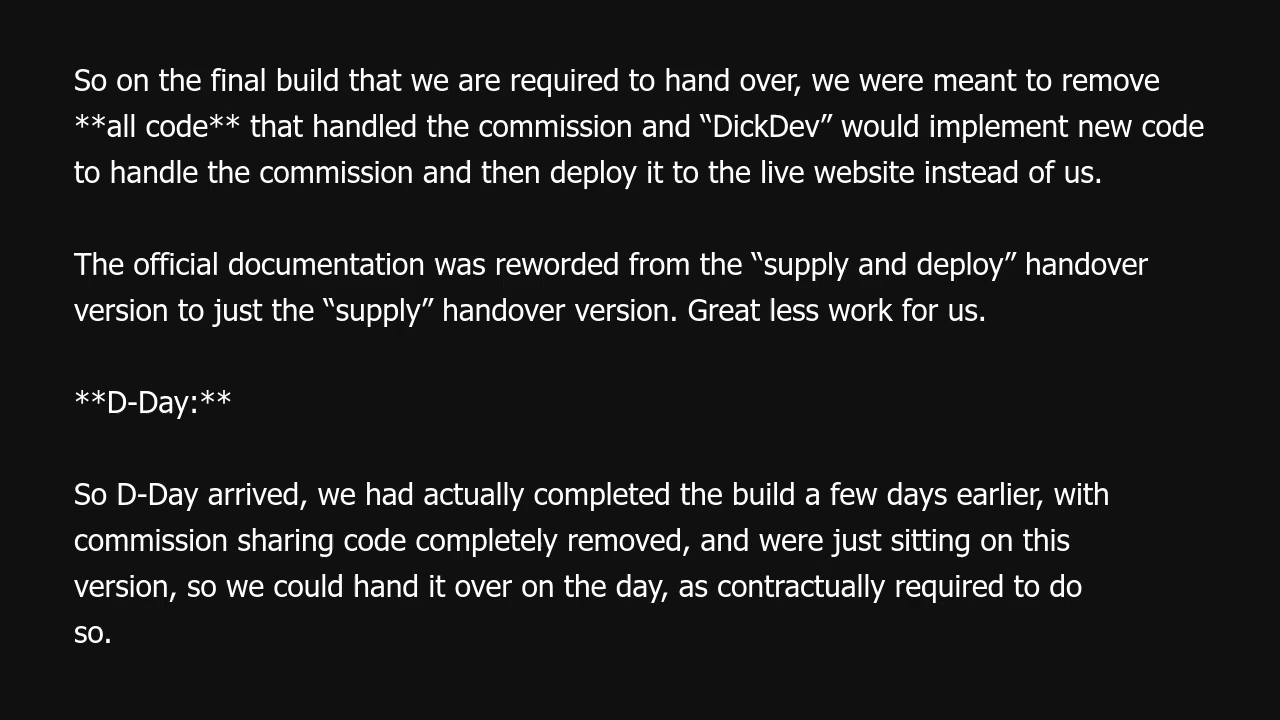 So on the final build that we are required to hand over, we were meant to remove
**all code** that handled the commission and “DickDev” would implement new code
to handle the commission and then deploy it to the live website instead of us.
The official documentation was reworded from the “supply and deploy” handover
version to just the “supply” handover version. Great less work for us.
**D-Day:**
So D-Day arrived, we had actually completed the build a few days earlier, with
commission sharing code completely removed, and were just sitting on this
version, so we could hand it over on the day, as contractually required to do
so.